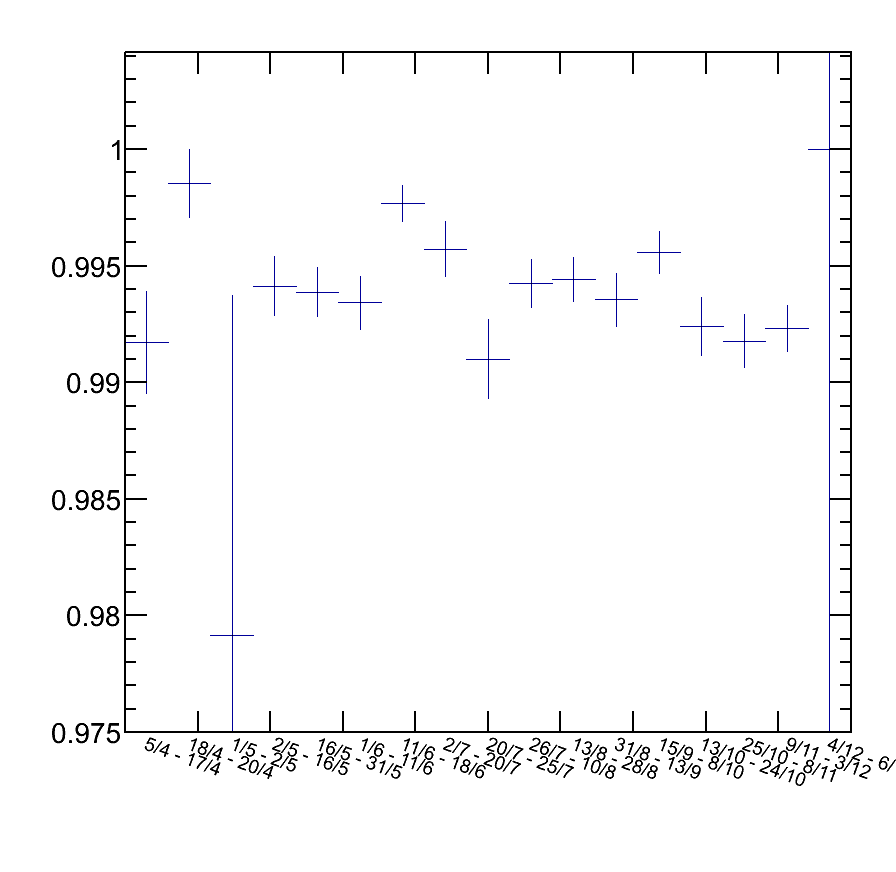 1
0.995
0.99
0.985
0.98
0.975
5/4 - 17/4
18/4 - 20/4
1/5 - 2/5
2/5 - 16/5
16/5 - 31/5
1/6 - 11/6
11/6 - 18/6
2/7 - 20/7
20/7 - 25/7
26/7 - 10/8
13/8 - 28/8
31/8 - 13/9
15/9 - 8/10
13/10 - 24/10
25/10 - 8/11
9/11 - 3/12
4/12 - 6/